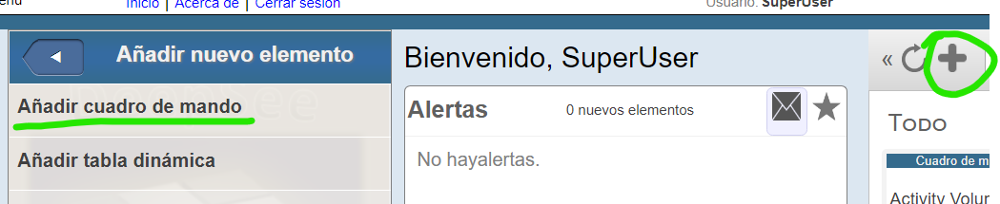 Inicio | Acerca de | Cerrar sesión
Usuario: SuperUser
Añadir nuevo elemento
Añadir cuadro de mando
Añadir tabla dinámica
Bienvenido, SuperUser
Alertas
0 nuevos elementos
No hayalertas.
«
Todo
Cuadro de m
Activity Volu